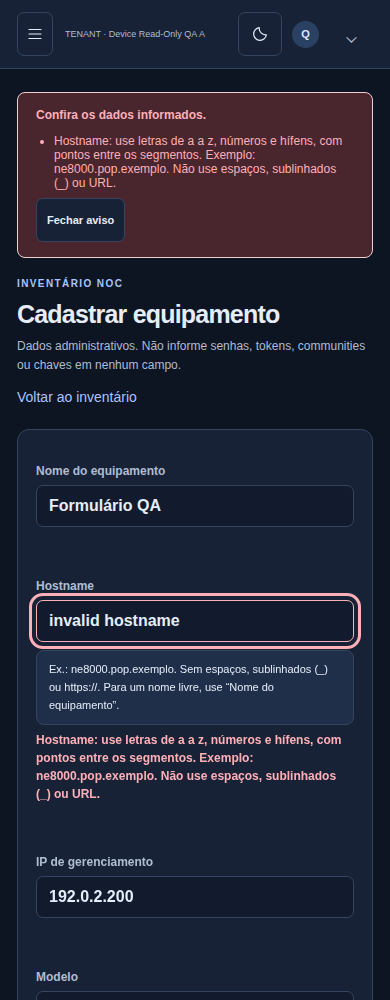 TENANT · Device Read-Only QA A
Q
Confira os dados informados.
Hostname: use letras de a a z, números e hífens, com
pontos entre os segmentos. Exemplo:
ne8000.pop.exemplo. Não use espaços, sublinhados
(_) ou URL.
Fechar aviso
INVENTÁRIO NOC
Cadastrar equipamento
Dados administrativos. Não informe senhas, tokens, communities
ou chaves em nenhum campo.
Voltar ao inventário
Nome do equipamento
Formulário QA
Hostname
invalid hostname
Ex.: ne8000.pop.exemplo. Sem espaços, sublinhados (_)
ou https://. Para um nome livre, use “Nome do
equipamento”.
Hostname: use letras de a a z, números e hífens, com
pontos entre os segmentos. Exemplo:
ne8000.pop.exemplo. Não use espaços, sublinhados
(_) ou URL.
IP de gerenciamento
192.0.2.200
Modelo